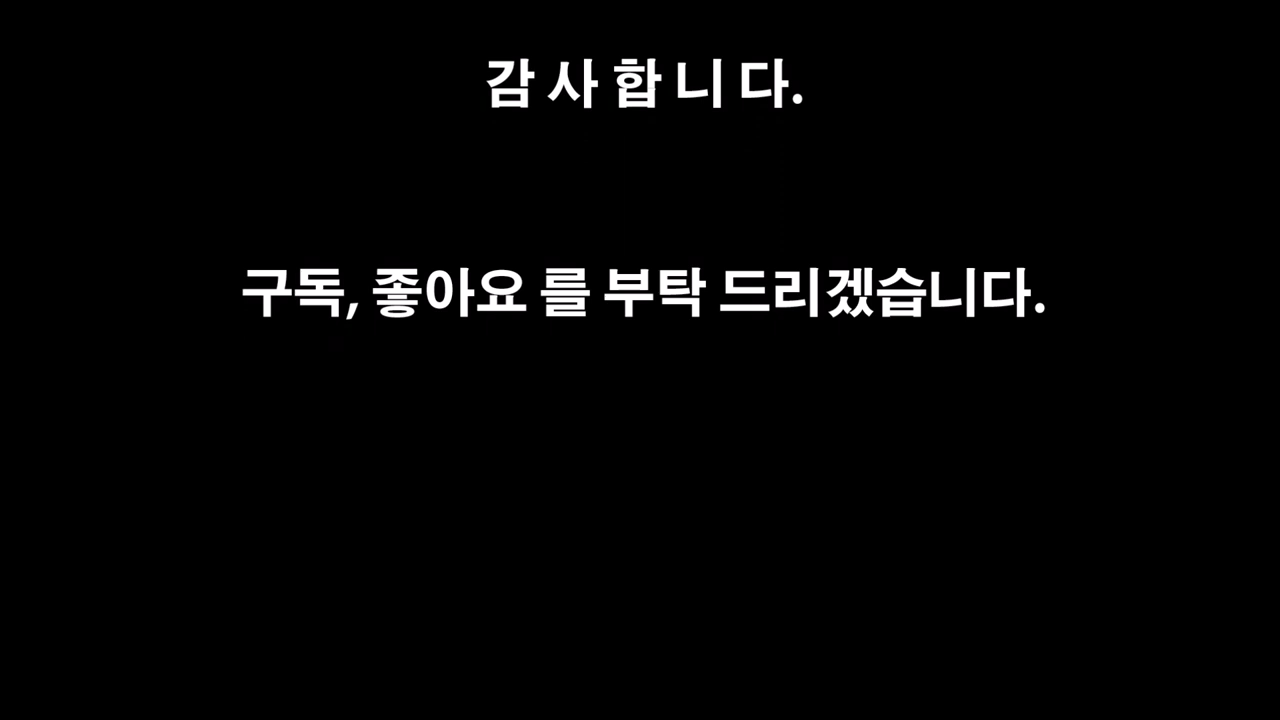 감 사 합 니 다.
구독, 좋아요 를 부탁 드리겠습니다.